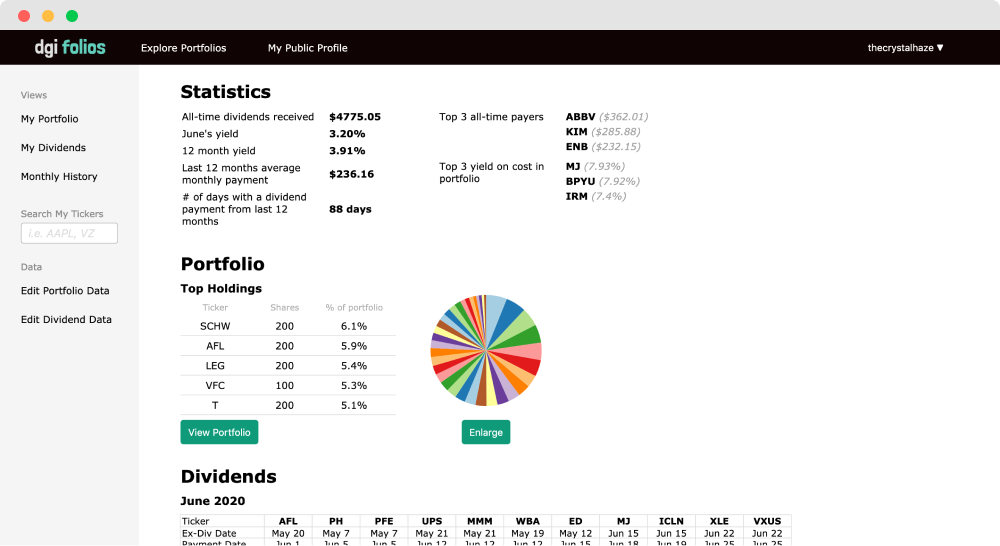 dgi folios Explore Portfolios My Public Profile thecrystalhaze ▼
Views
My Portfolio
My Dividends
Monthly History
Search My Tickers
i.e. AAPL, VZ
Data
Edit Portfolio Data
Edit Dividend Data
Statistics
All-time dividends received $4775.05
June's yield 3.20%
12 month yield 3.91%
Last 12 months average
monthly payment $236.16
# of days with a dividend
payment from last 12
months 88 days
Top 3 all-time payers ABBV ($362.01)
KIM ($285.88)
ENB ($232.15)
Top 3 yield on cost in
portfolio MJ (7.93%)
BPYU (7.92%)
IRM (7.4%)
Portfolio
Top Holdings
Ticker Shares % of portfolio
SCHW 200 6.1%
AFL 200 5.9%
LEG 200 5.4%
VFC 100 5.3%
T 200 5.1%
View Portfolio Enlarge
Dividends
June 2020
Ticker AFL PH PFE UPS MMM WBA ED MJ ICLN XLE VXUS
Ex-Div Date May 20 May 7 May 7 May 21 May 21 May 19 May 12 Jun 15 Jun 15 Jun 22 Jun 22
Payment Date Jun 1 Jun 5 Jun 5 Jun 12 Jun 12 Jun 12 Jun 15 Jun 18 Jun 19 Jun 25 Jun 25